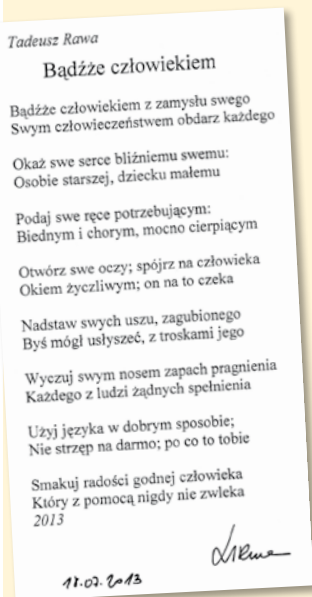 Tadeusz Rawa
Bądźże człowiekiem
Bądźże człowiekiem z zamysłu swego
Swym człowieczeństwem obdarz każdego
Okaż swe serce bliźniemu swemu:
Osobie starszej, dziecku małemu
Podaj swe ręce potrzebującym:
Biednym i chorym, mocno cierpiącym
Otwórz swe oczy; spójrz na człowieka
Okiem życzliwym; on na to czeka
Nadstaw swych uszu, zagubionego
Byś mógł usłyszeć, z troskami jego
Wyczuj swym nosem zapach pragnienia
Każdego z ludzi żądnych spełnienia
Użyj języka w dobrym sposobie;
Nie strzęp na darmo; po co to tobie
Smakuj radości godnej człowieka
Który z pomocą nigdy nie zwleka
2013
18.07.2013